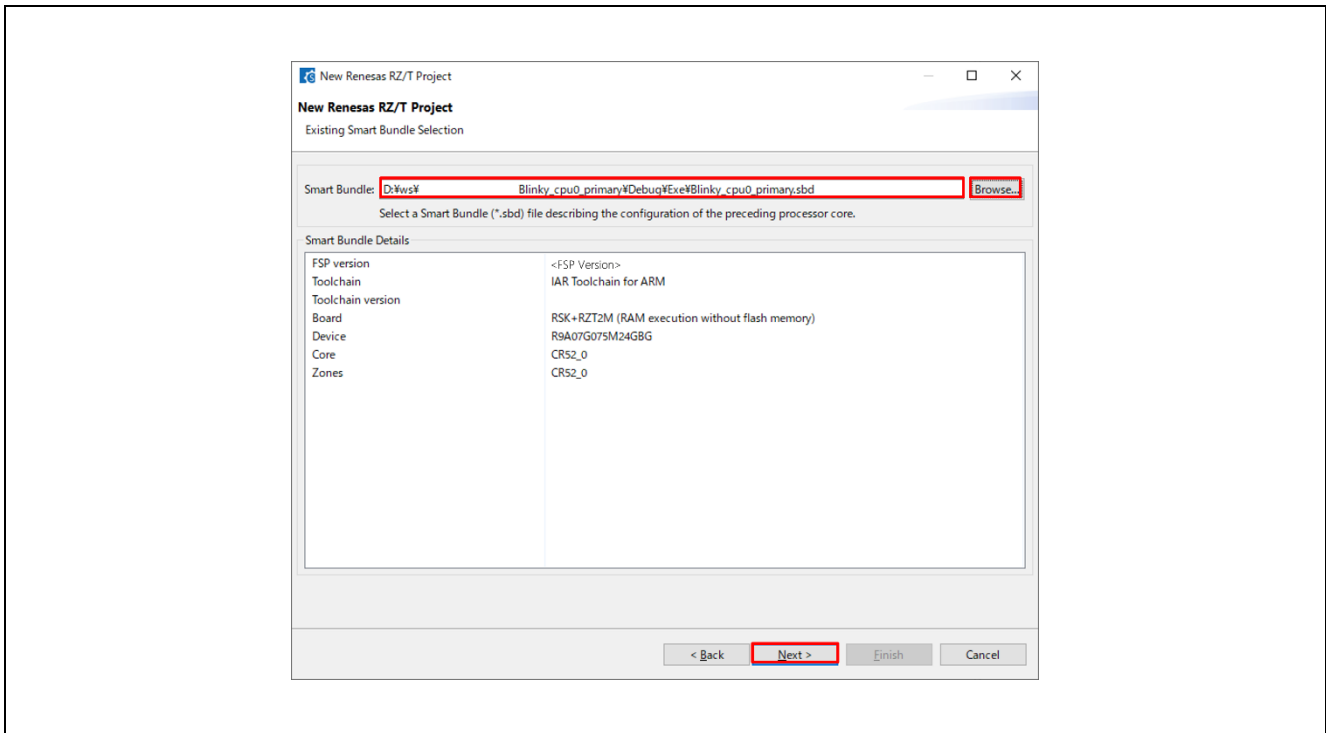 New Renesas RZ/T Project
New Renesas RZ/T Project
Existing Smart Bundle Selection
Smart Bundle: D:¥ws¥ Blinky_cpu0_primary¥Debug¥Exe¥Blinky_cpu0_primary.sbd Browse...
Select a Smart Bundle (*.sbd) file describing the configuration of the preceding processor core.
Smart Bundle Details
FSP version <FSP Version>
Toolchain IAR Toolchain for ARM
Toolchain version
Board RSK+RZT2M (RAM execution without flash memory)
Device R9A07G075M24GBG
Core CR52_0
Zones CR52_0
< Back Next > Finish Cancel